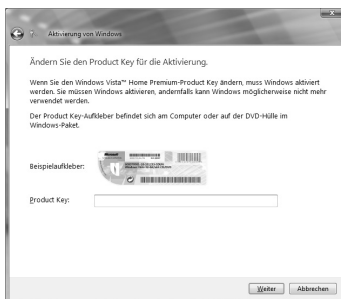 Aktivierung von Windows
Ändern Sie den Product Key für die Aktivierung.
Wenn Sie den Windows Vista™ Home Premium-Product Key ändern, muss Windows aktiviert
werden. Sie müssen Windows aktivieren, andernfalls kann Windows möglicherweise nicht mehr
verwendet werden.
Der Product Key-Aufkleber befindet sich am Computer oder auf der DVD-Hülle im
Windows-Paket.
Beispielaufkleber:
Microsoft
Product Key:
Weiter
Abbrechen